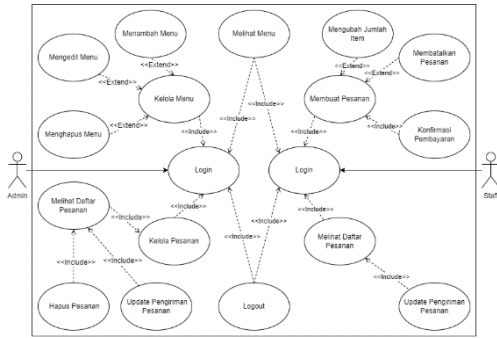 Menambah Menu
Melihat Menu
Mengubah Jumlah
Item
Mengedit Menu
Membatalkan
Pesanan
<<Extend>>
<<Extend>>
<<Extend>>
<<Extend>>
Kelola Menu
Membuat Pesanan
Menghapus Menu
<<Extend>>
<<Include>>
<<Include>>
<<Include>>
<<Include>>
<<Include>>
Konfirmasi
Pembayaran
Login
Login
Admin
Staff
Melihat Daftar
Pesanan
<<Include>>
<<Include>>
<<Include>>
<<Include>>
<<Include>>
Kelola Pesanan
Melihat Daftar
Pesanan
<<Include>>
<<Include>>
<<Include>>
Hapus Pesanan
Update Pengiriman
Pesanan
Logout
Update Pengiriman
Pesanan